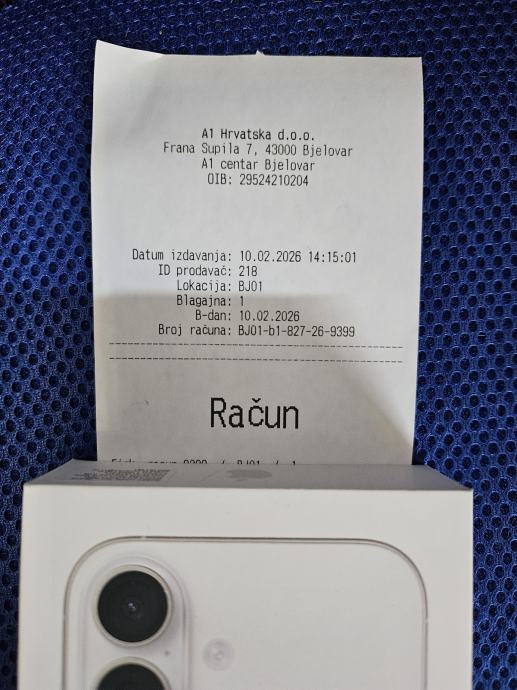 A1 Hrvatska d.o.o.
Frana Supila 7, 43000 Bjelovar
A1 centar Bjelovar
OIB: 29524210204
Datum izdavanja: 10.02.2026 14:15:01
ID prodavač: 218
Lokacija: BJ01
Blagajna: 1
B-dan: 10.02.2026
Broj računa: BJ01-b1-827-26-9399
Račun